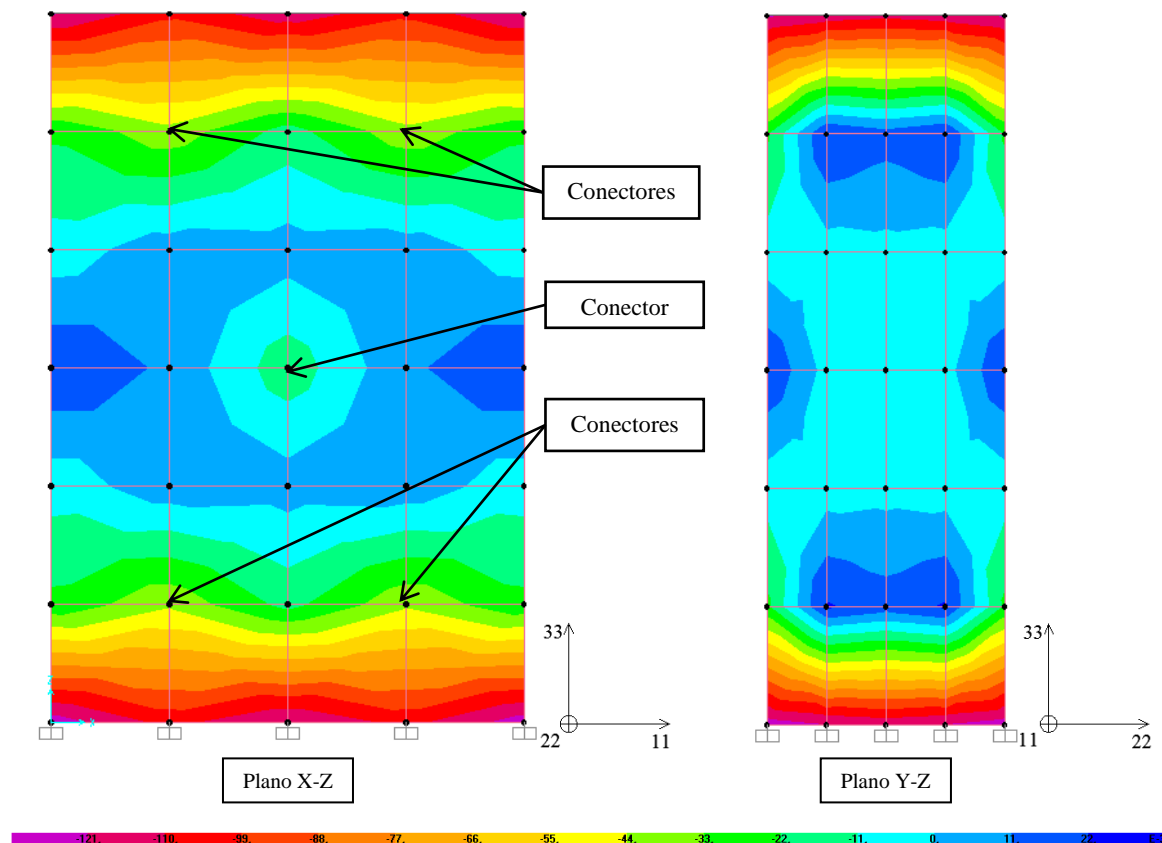 Conectores
Conector
Conectores
33
22
11
33
11
22
Plano X-Z
Plano Y-Z
-121. -110. -99. -88. -77. -66. -55. -44. -33. -22. -11. 0. 11. 22. E